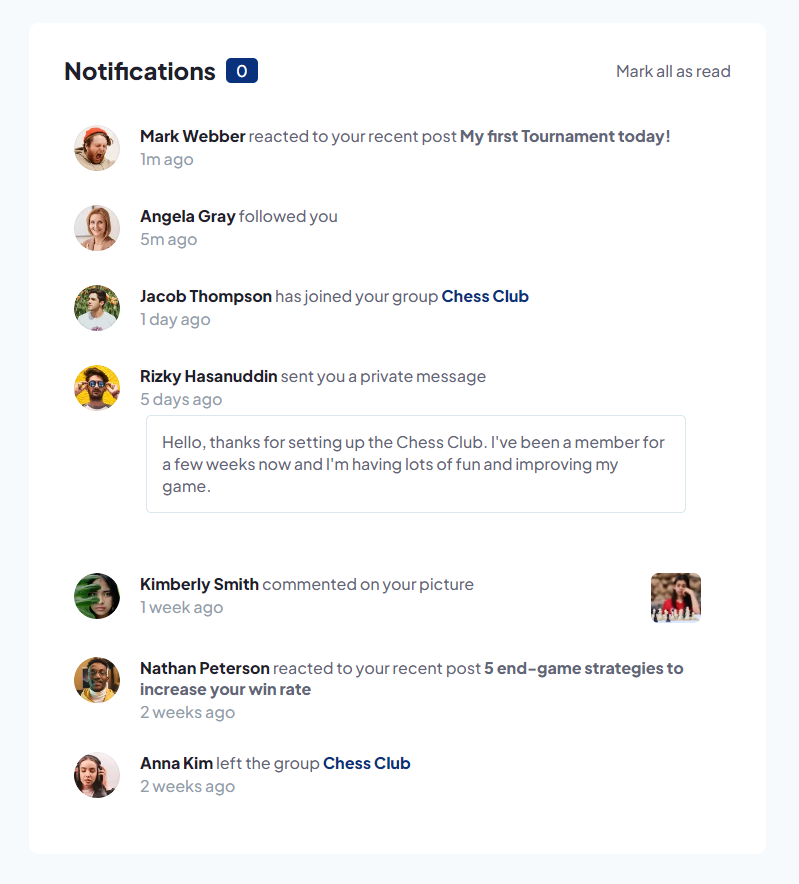 Notifications 0 Mark all as read
Mark Webber reacted to your recent post My first Tournament today!
1m ago
Angela Gray followed you
5m ago
Jacob Thompson has joined your group Chess Club
1 day ago
Rizky Hasanuddin sent you a private message
5 days ago
Hello, thanks for setting up the Chess Club. I've been a member for
a few weeks now and I'm having lots of fun and improving my
game.
Kimberly Smith commented on your picture
1 week ago
Nathan Peterson reacted to your recent post 5 end-game strategies to
increase your win rate
2 weeks ago
Anna Kim left the group Chess Club
2 weeks ago